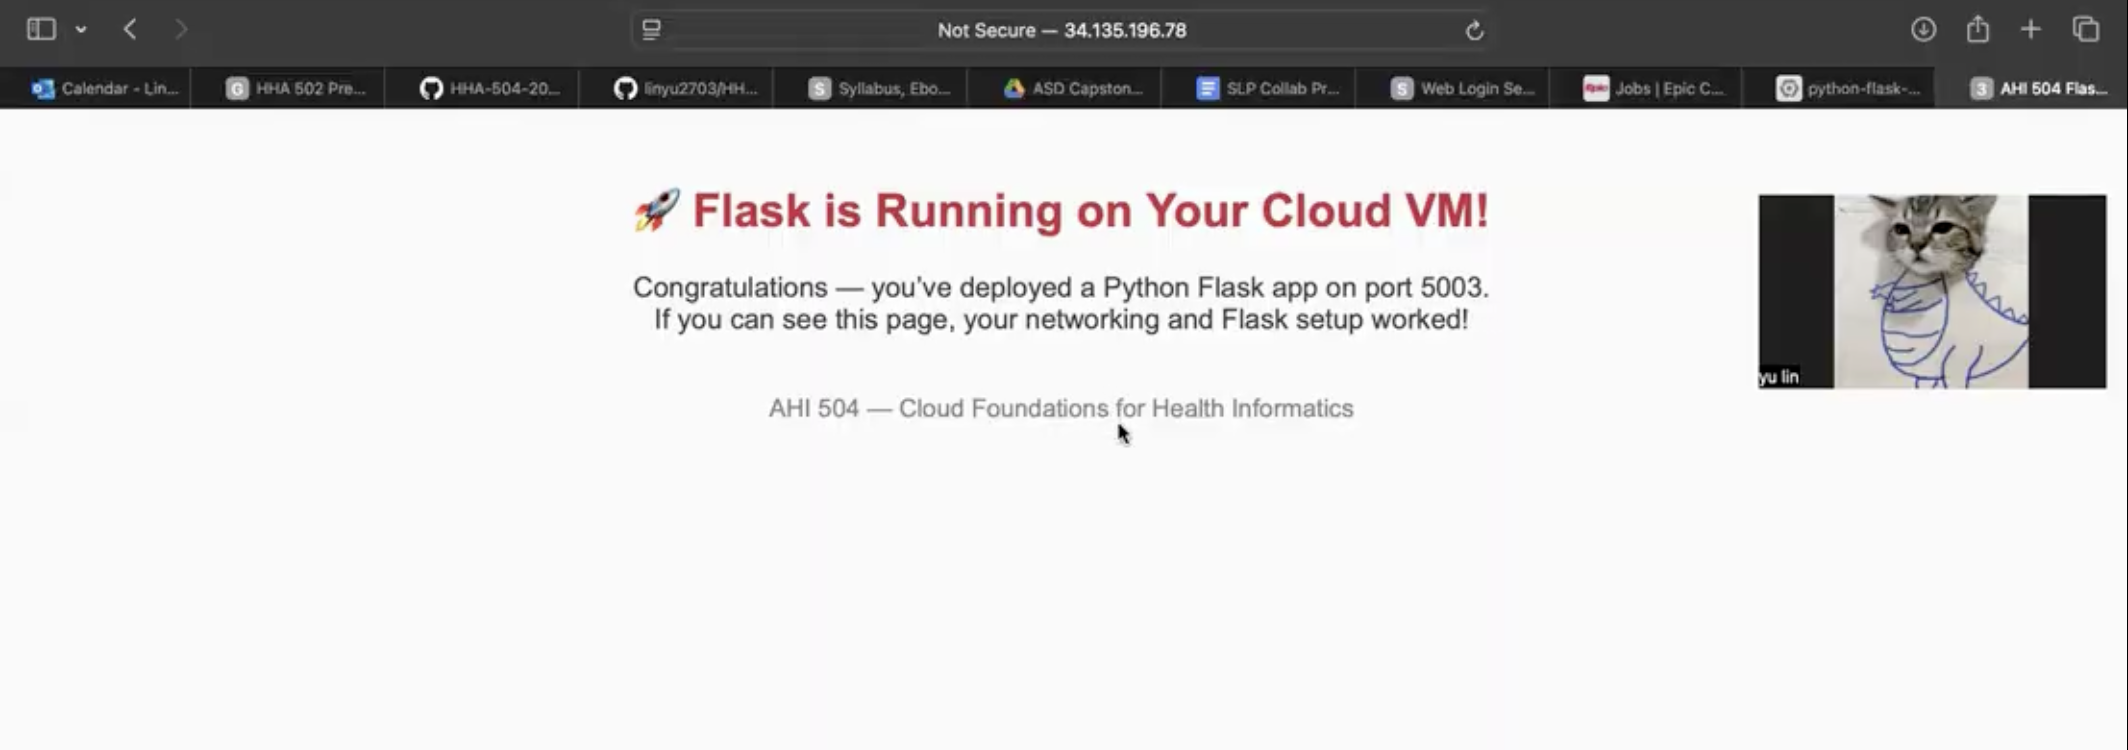 Not Secure — 34.135.196.78
Calendar - Lin...
HHA 502 Pre...
HHA-504-20...
linyu2703/HH...
Syllabus, Ebo...
ASD Capston...
SLP Collab Pr...
Web Login Se...
Jobs | Epic C...
python-flask-...
AHI 504 Flas...
🚀 Flask is Running on Your Cloud VM!
Congratulations — you've deployed a Python Flask app on port 5003.
If you can see this page, your networking and Flask setup worked!
AHI 504 — Cloud Foundations for Health Informatics
yu lin